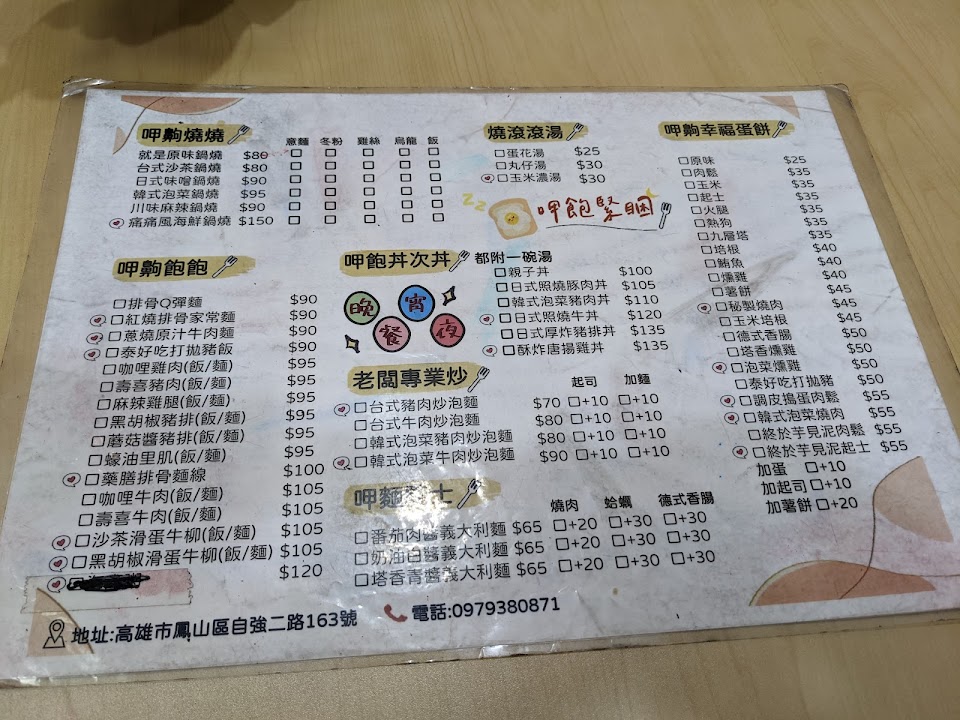 呷齁燒燒 意麵 冬粉 雞絲 烏龍 飯
就是原味鍋燒 $80 □ □ □ □ □
台式沙茶鍋燒 $80 □ □ □ □ □
日式味噌鍋燒 $90 □ □ □ □ □
韓式泡菜鍋燒 $95 □ □ □ □ □
川味麻辣鍋燒 $90 □ □ □ □ □
痛痛風海鮮鍋燒 $150 □ □ □ □ □
呷齁飽飽
□排骨Q彈麵 $90
□紅燒排骨家常麵 $90
□蔥燒原汁牛肉麵 $90
□泰好吃打拋豬飯 $90
□咖哩雞肉(飯/麵) $95
□壽喜豬肉(飯/麵) $95
□麻辣雞腿(飯/麵) $95
□黑胡椒豬排(飯/麵) $95
□蘑菇醬豬排(飯/麵) $95
□蠔油里肌(飯/麵) $95
□藥膳排骨麵線 $100
□咖哩牛肉(飯/麵) $105
□壽喜牛肉(飯/麵) $105
□沙茶滑蛋牛柳(飯/麵) $105
□黑胡椒滑蛋牛柳(飯/麵) $105
$120
燒滾滾湯
□蛋花湯 $25
□丸仔湯 $30
□玉米濃湯 $30
zz 呷飽緊睏
呷飽丼次丼 都附一碗湯
晚餐宵夜
□親子丼 $100
□日式照燒豚肉丼 $105
□韓式泡菜豬肉丼 $110
□日式照燒牛丼 $120
□日式厚炸豬排丼 $135
□酥炸唐揚雞丼 $135
老闆專業炒 起司 加麵
□台式豬肉炒泡麵 $70 □+10 □+10
□台式牛肉炒泡麵 $80 □+10 □+10
□韓式泡菜豬肉炒泡麵 $80 □+10 □+10
□韓式泡菜牛肉炒泡麵 $90 □+10 □+10
呷麵 士 燒肉 蛤蠣 德式香腸
□番茄肉醬義大利麵 $65 □+20 □+30 □+30
□奶油白醬義大利麵 $65 □+20 □+30 □+30
□塔香青醬義大利麵 $65 □+20 □+30 □+30
呷齁幸福蛋餅
□原味 $25
□肉鬆 $35
□玉米 $35
□起士 $35
□火腿 $35
□熱狗 $35
□九層塔 $35
□培根 $40
□鮪魚 $40
□燻雞 $40
□薯餅 $45
□秘製燒肉 $45
□玉米培根 $45
□德式香腸 $50
□塔香燻雞 $50
□泡菜燻雞 $50
□泰好吃打拋豬 $50
□調皮搗蛋肉鬆 $55
□韓式泡菜燒肉 $55
□終於芋見泥肉鬆 $55
□終於芋見泥起士 $55
加蛋 □+10
加起司□+10
加薯餅□+20
地址:高雄市鳳山區自強二路163號 電話:0979380871